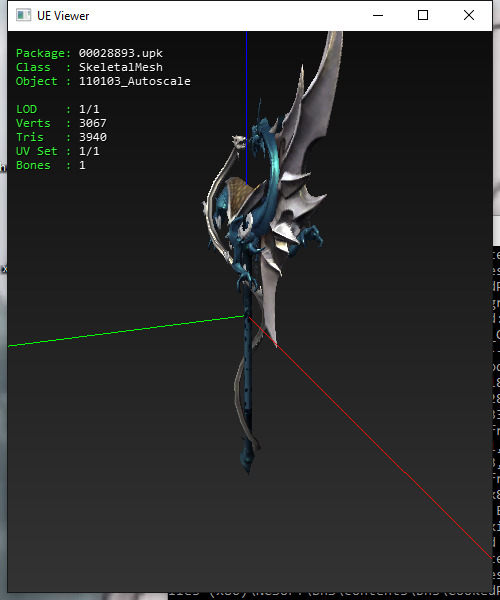 UE Viewer
Package: 00028893.upk
Class : SkeletalMesh
Object : 110103_Autoscale
LOD : 1/1
Verts : 3067
Tris : 3940
UV Set : 1/1
Bones : 1